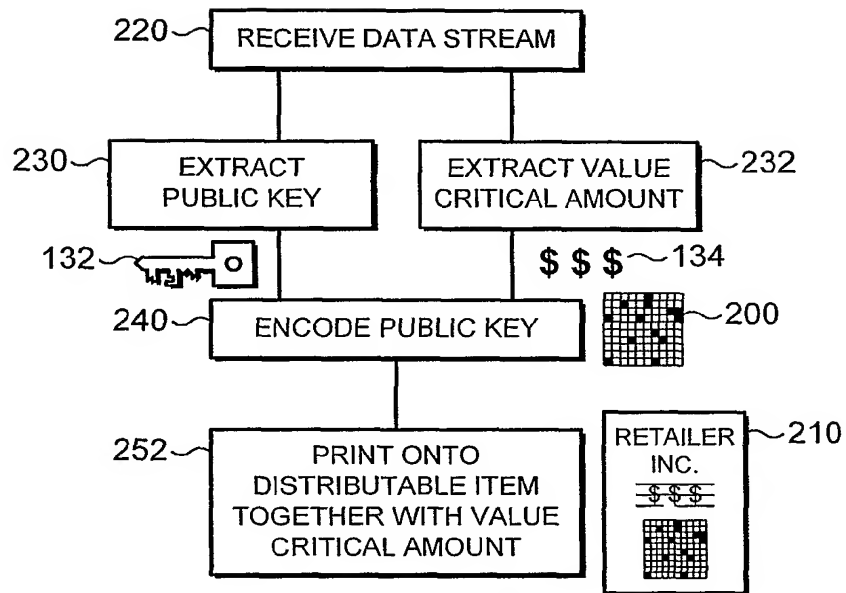 220
RECEIVE DATA STREAM
230
EXTRACT
PUBLIC KEY
EXTRACT VALUE
CRITICAL AMOUNT
232
132
$ $ $
134
240
ENCODE PUBLIC KEY
200
252
PRINT ONTO
DISTRIBUTABLE ITEM
TOGETHER WITH VALUE
CRITICAL AMOUNT
RETAILER
INC.
$ $ $
210